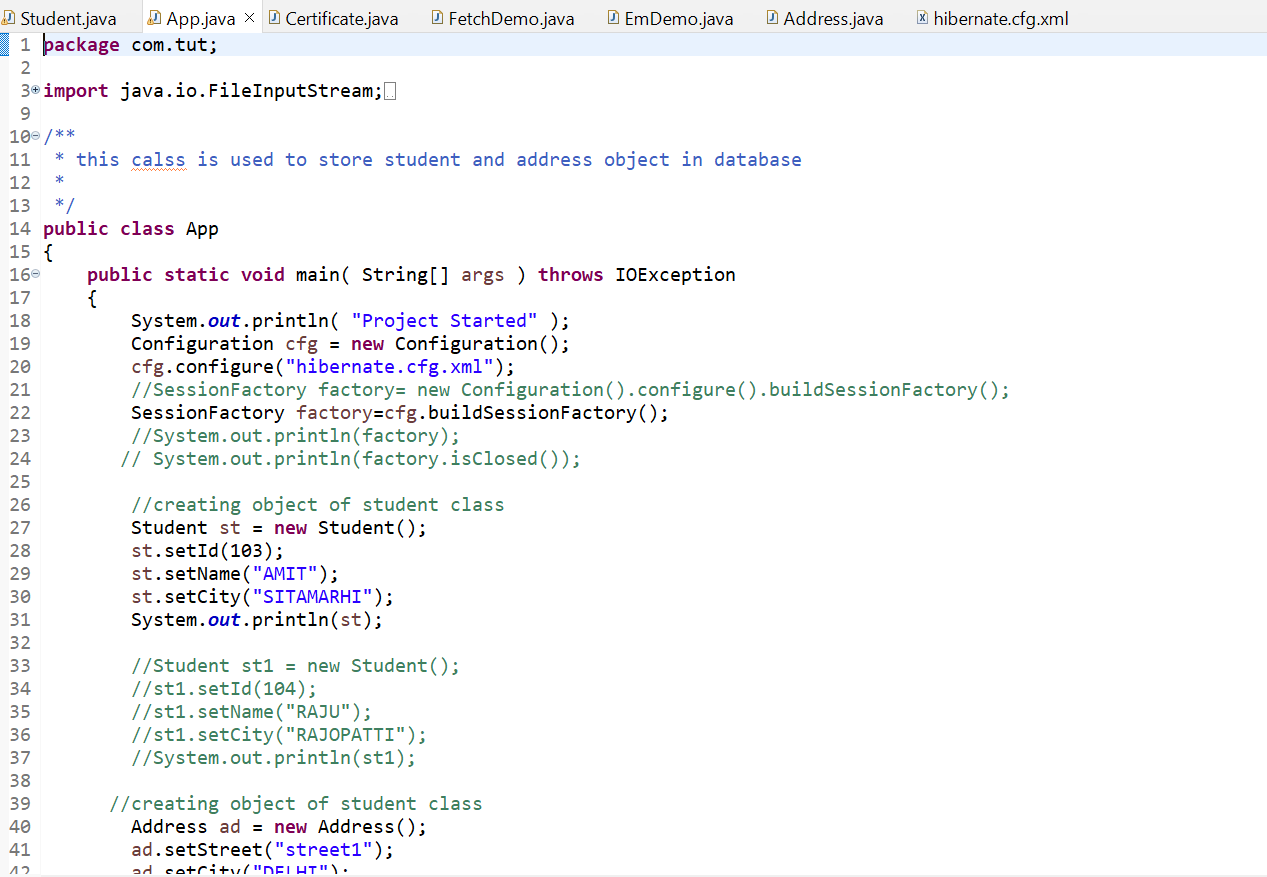 Student.java App.java Certificate.java FetchDemo.java EmDemo.java Address.java hibernate.cfg.xml
1 package com.tut;
2
3 import java.io.FileInputStream;
9
10 /**
11  * this calss is used to store student and address object in database
12  *
13  */
14 public class App
15 {
16     public static void main( String[] args ) throws IOException
17     {
18         System.out.println( "Project Started" );
19         Configuration cfg = new Configuration();
20         cfg.configure("hibernate.cfg.xml");
21         //SessionFactory factory= new Configuration().configure().buildSessionFactory();
22         SessionFactory factory=cfg.buildSessionFactory();
23         //System.out.println(factory);
24        // System.out.println(factory.isClosed());
25
26         //creating object of student class
27         Student st = new Student();
28         st.setId(103);
29         st.setName("AMIT");
30         st.setCity("SITAMARHI");
31         System.out.println(st);
32
33         //Student st1 = new Student();
34         //st1.setId(104);
35         //st1.setName("RAJU");
36         //st1.setCity("RAJOPATTI");
37         //System.out.println(st1);
38
39       //creating object of student class
40         Address ad = new Address();
41         ad.setStreet("street1");
42         ad.setCity("DELHI");